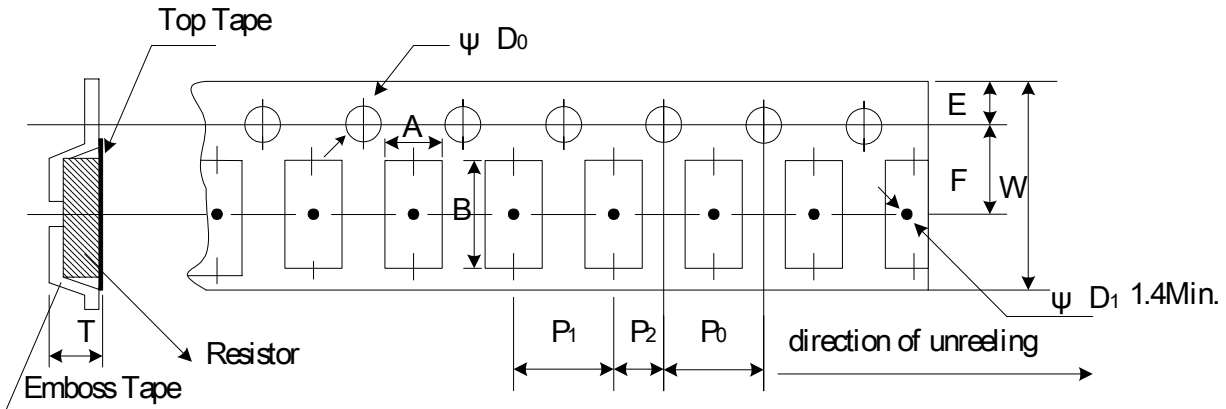 Top Tape
ψ D0
A
E
F
W
B
T
Resistor
Emboss Tape
P1
P2
P0
ψ D1 1.4Min.
direction of unreeling